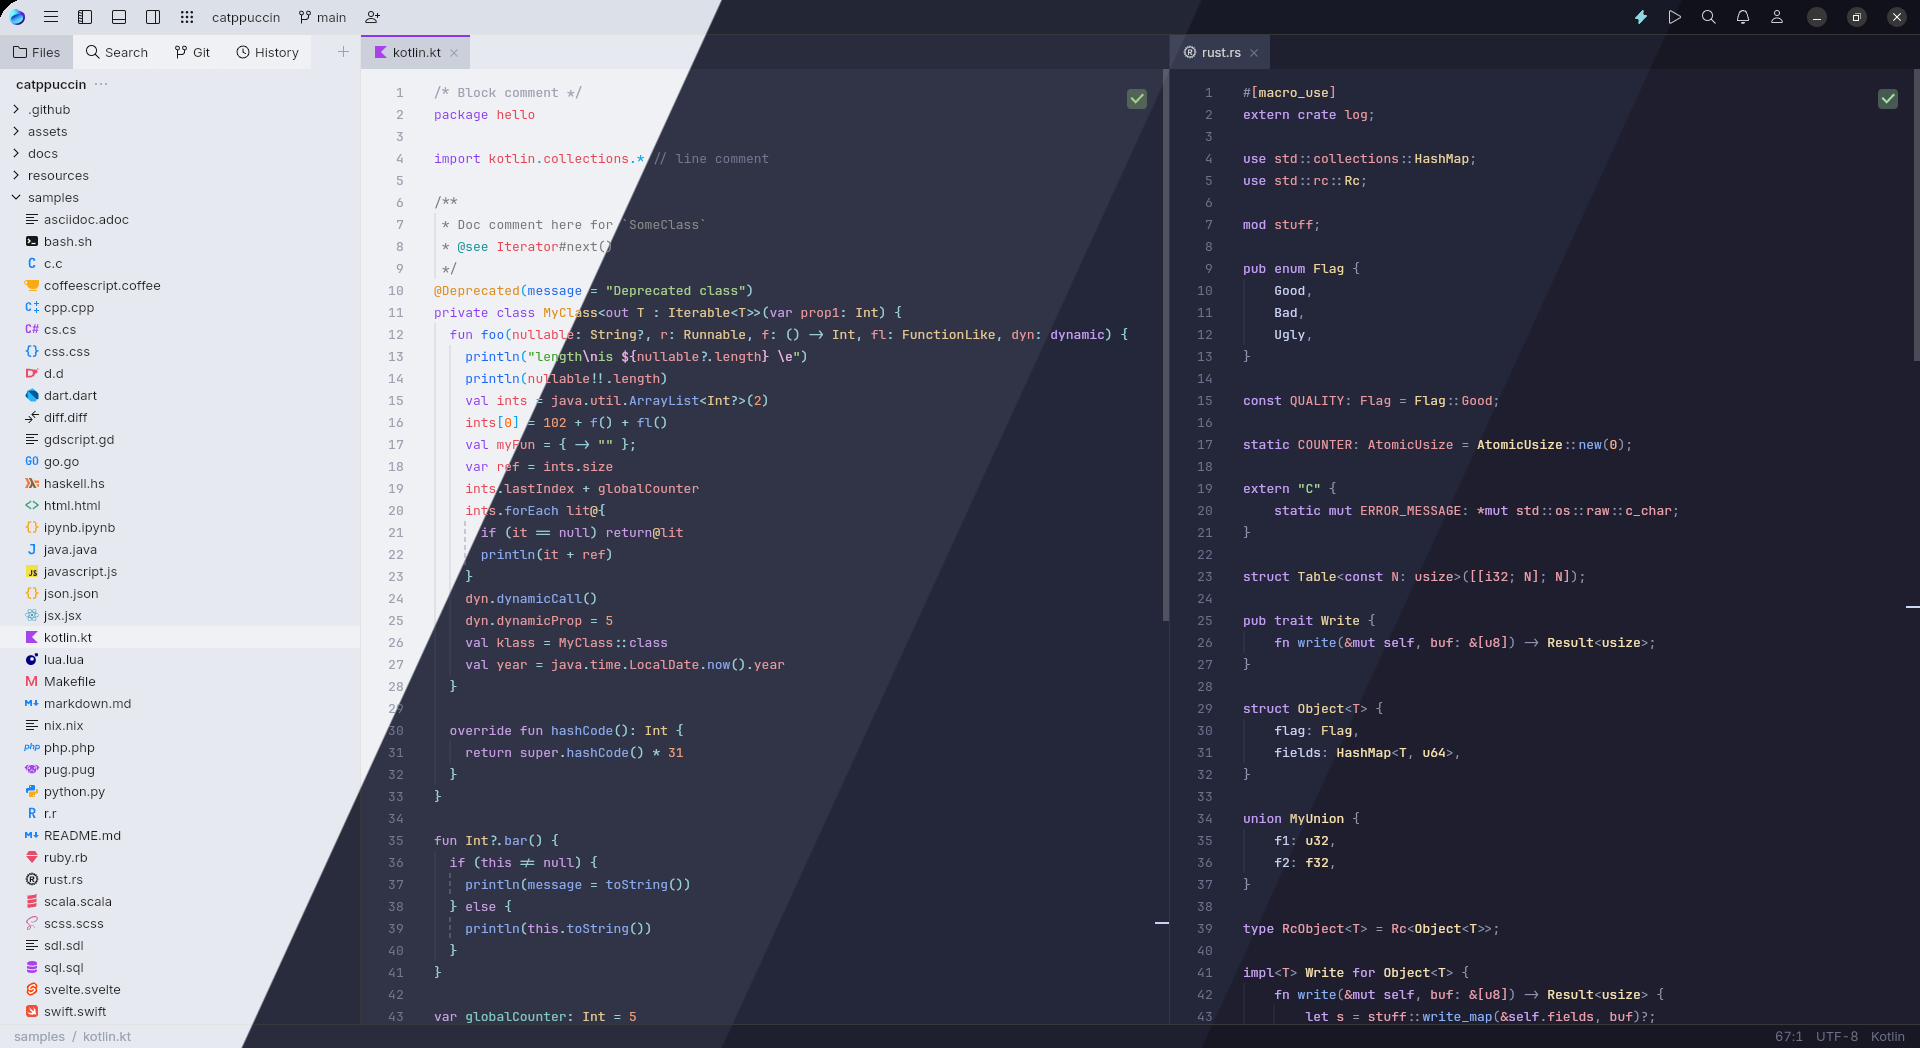 catppuccin main
Files Search Git History
catppuccin
.github
assets
docs
resources
samples
asciidoc.adoc
bash.sh
c.c
coffeescript.coffee
cpp.cpp
cs.cs
css.css
d.d
dart.dart
diff.diff
gdscript.gd
go.go
haskell.hs
html.html
ipynb.ipynb
java.java
javascript.js
json.json
jsx.jsx
kotlin.kt
lua.lua
Makefile
markdown.md
nix.nix
php.php
pug.pug
python.py
r.r
README.md
ruby.rb
rust.rs
scala.scala
scss.scss
sdl.sdl
sql.sql
svelte.svelte
swift.swift
kotlin.kt
1 /* Block comment */
2 package hello
3
4 import kotlin.collections.* // line comment
5
6 /**
7 * Doc comment here for `SomeClass`
8 * @see Iterator#next()
9 */
10 @Deprecated(message = "Deprecated class")
11 private class MyClass<out T : Iterable<T>>(var prop1: Int) {
12 fun foo(nullable: String?, r: Runnable, f: () -> Int, fl: FunctionLike, dyn: dynamic) {
13 println("length\nis ${nullable?.length} \e")
14 println(nullable!!.length)
15 val ints = java.util.ArrayList<Int?>(2)
16 ints[0] = 102 + f() + fl()
17 val myFun = { -> "" };
18 var ref = ints.size
19 ints.lastIndex + globalCounter
20 ints.forEach lit@{
21 if (it == null) return@lit
22 println(it + ref)
23 }
24 dyn.dynamicCall()
25 dyn.dynamicProp = 5
26 val klass = MyClass::class
27 val year = java.time.LocalDate.now().year
28 }
29
30 override fun hashCode(): Int {
31 return super.hashCode() * 31
32 }
33 }
34
35 fun Int?.bar() {
36 if (this != null) {
37 println(message = toString())
38 } else {
39 println(this.toString())
40 }
41 }
42
43 var globalCounter: Int = 5
rust.rs
1 #[macro_use]
2 extern crate log;
3
4 use std::collections::HashMap;
5 use std::rc::Rc;
6
7 mod stuff;
8
9 pub enum Flag {
10 Good,
11 Bad,
12 Ugly,
13 }
14
15 const QUALITY: Flag = Flag::Good;
16
17 static COUNTER: AtomicUsize = AtomicUsize::new(0);
18
19 extern "C" {
20 static mut ERROR_MESSAGE: *mut std::os::raw::c_char;
21 }
22
23 struct Table<const N: usize>([[i32; N]; N]);
24
25 pub trait Write {
26 fn write(&mut self, buf: &[u8]) -> Result<usize>;
27 }
28
29 struct Object<T> {
30 flag: Flag,
31 fields: HashMap<T, u64>,
32 }
33
34 union MyUnion {
35 f1: u32,
36 f2: f32,
37 }
38
39 type RcObject<T> = Rc<Object<T>>;
40
41 impl<T> Write for Object<T> {
42 fn write(&mut self, buf: &[u8]) -> Result<usize> {
43 let s = stuff::write_map(&self.fields, buf)?;
samples / kotlin.kt
67:1 UTF-8 Kotlin